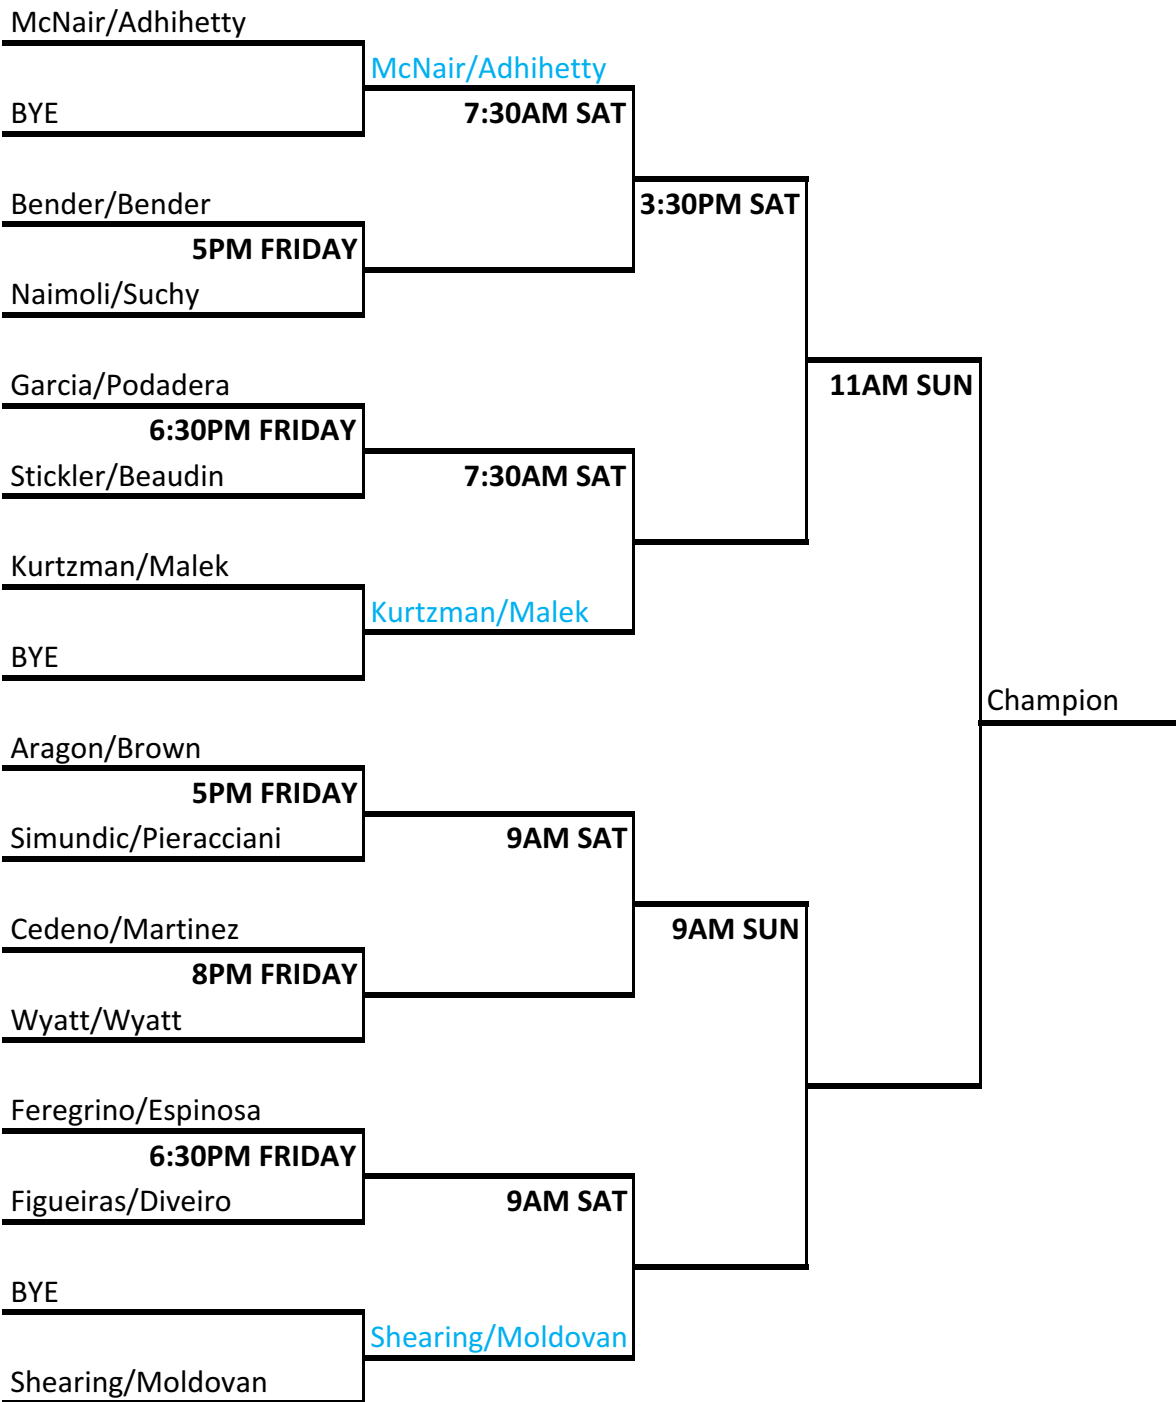 McNair/Adhihetty
McNair/Adhihetty
BYE
7:30AM SAT
Bender/Bender
3:30PM SAT
5PM FRIDAY
Naimoli/Suchy
Garcia/Podadera
11AM SUN
6:30PM FRIDAY
Stickler/Beaudin
7:30AM SAT
Kurtzman/Malek
Kurtzman/Malek
BYE
Champion
Aragon/Brown
5PM FRIDAY
Simundic/Pieracciani
9AM SAT
Cedeno/Martinez
9AM SUN
8PM FRIDAY
Wyatt/Wyatt
Feregrino/Espinosa
6:30PM FRIDAY
Figueiras/Diveiro
9AM SAT
BYE
Shearing/Moldovan
Shearing/Moldovan